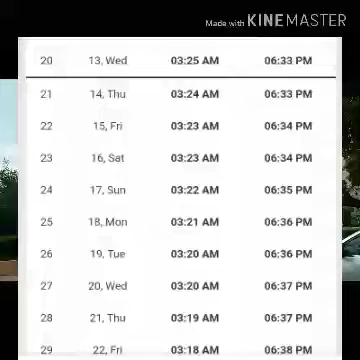 Made with KINEMASTER
20 13, Wed 03:25 AM 06:33 PM
21 14, Thu 03:24 AM 06:33 PM
22 15, Fri 03:23 AM 06:34 PM
23 16, Sat 03:23 AM 06:34 PM
24 17, Sun 03:22 AM 06:35 PM
25 18, Mon 03:21 AM 06:36 PM
26 19, Tue 03:20 AM 06:36 PM
27 20, Wed 03:20 AM 06:37 PM
28 21, Thu 03:19 AM 06:37 PM
29 22, Fri 03:18 AM 06:38 PM